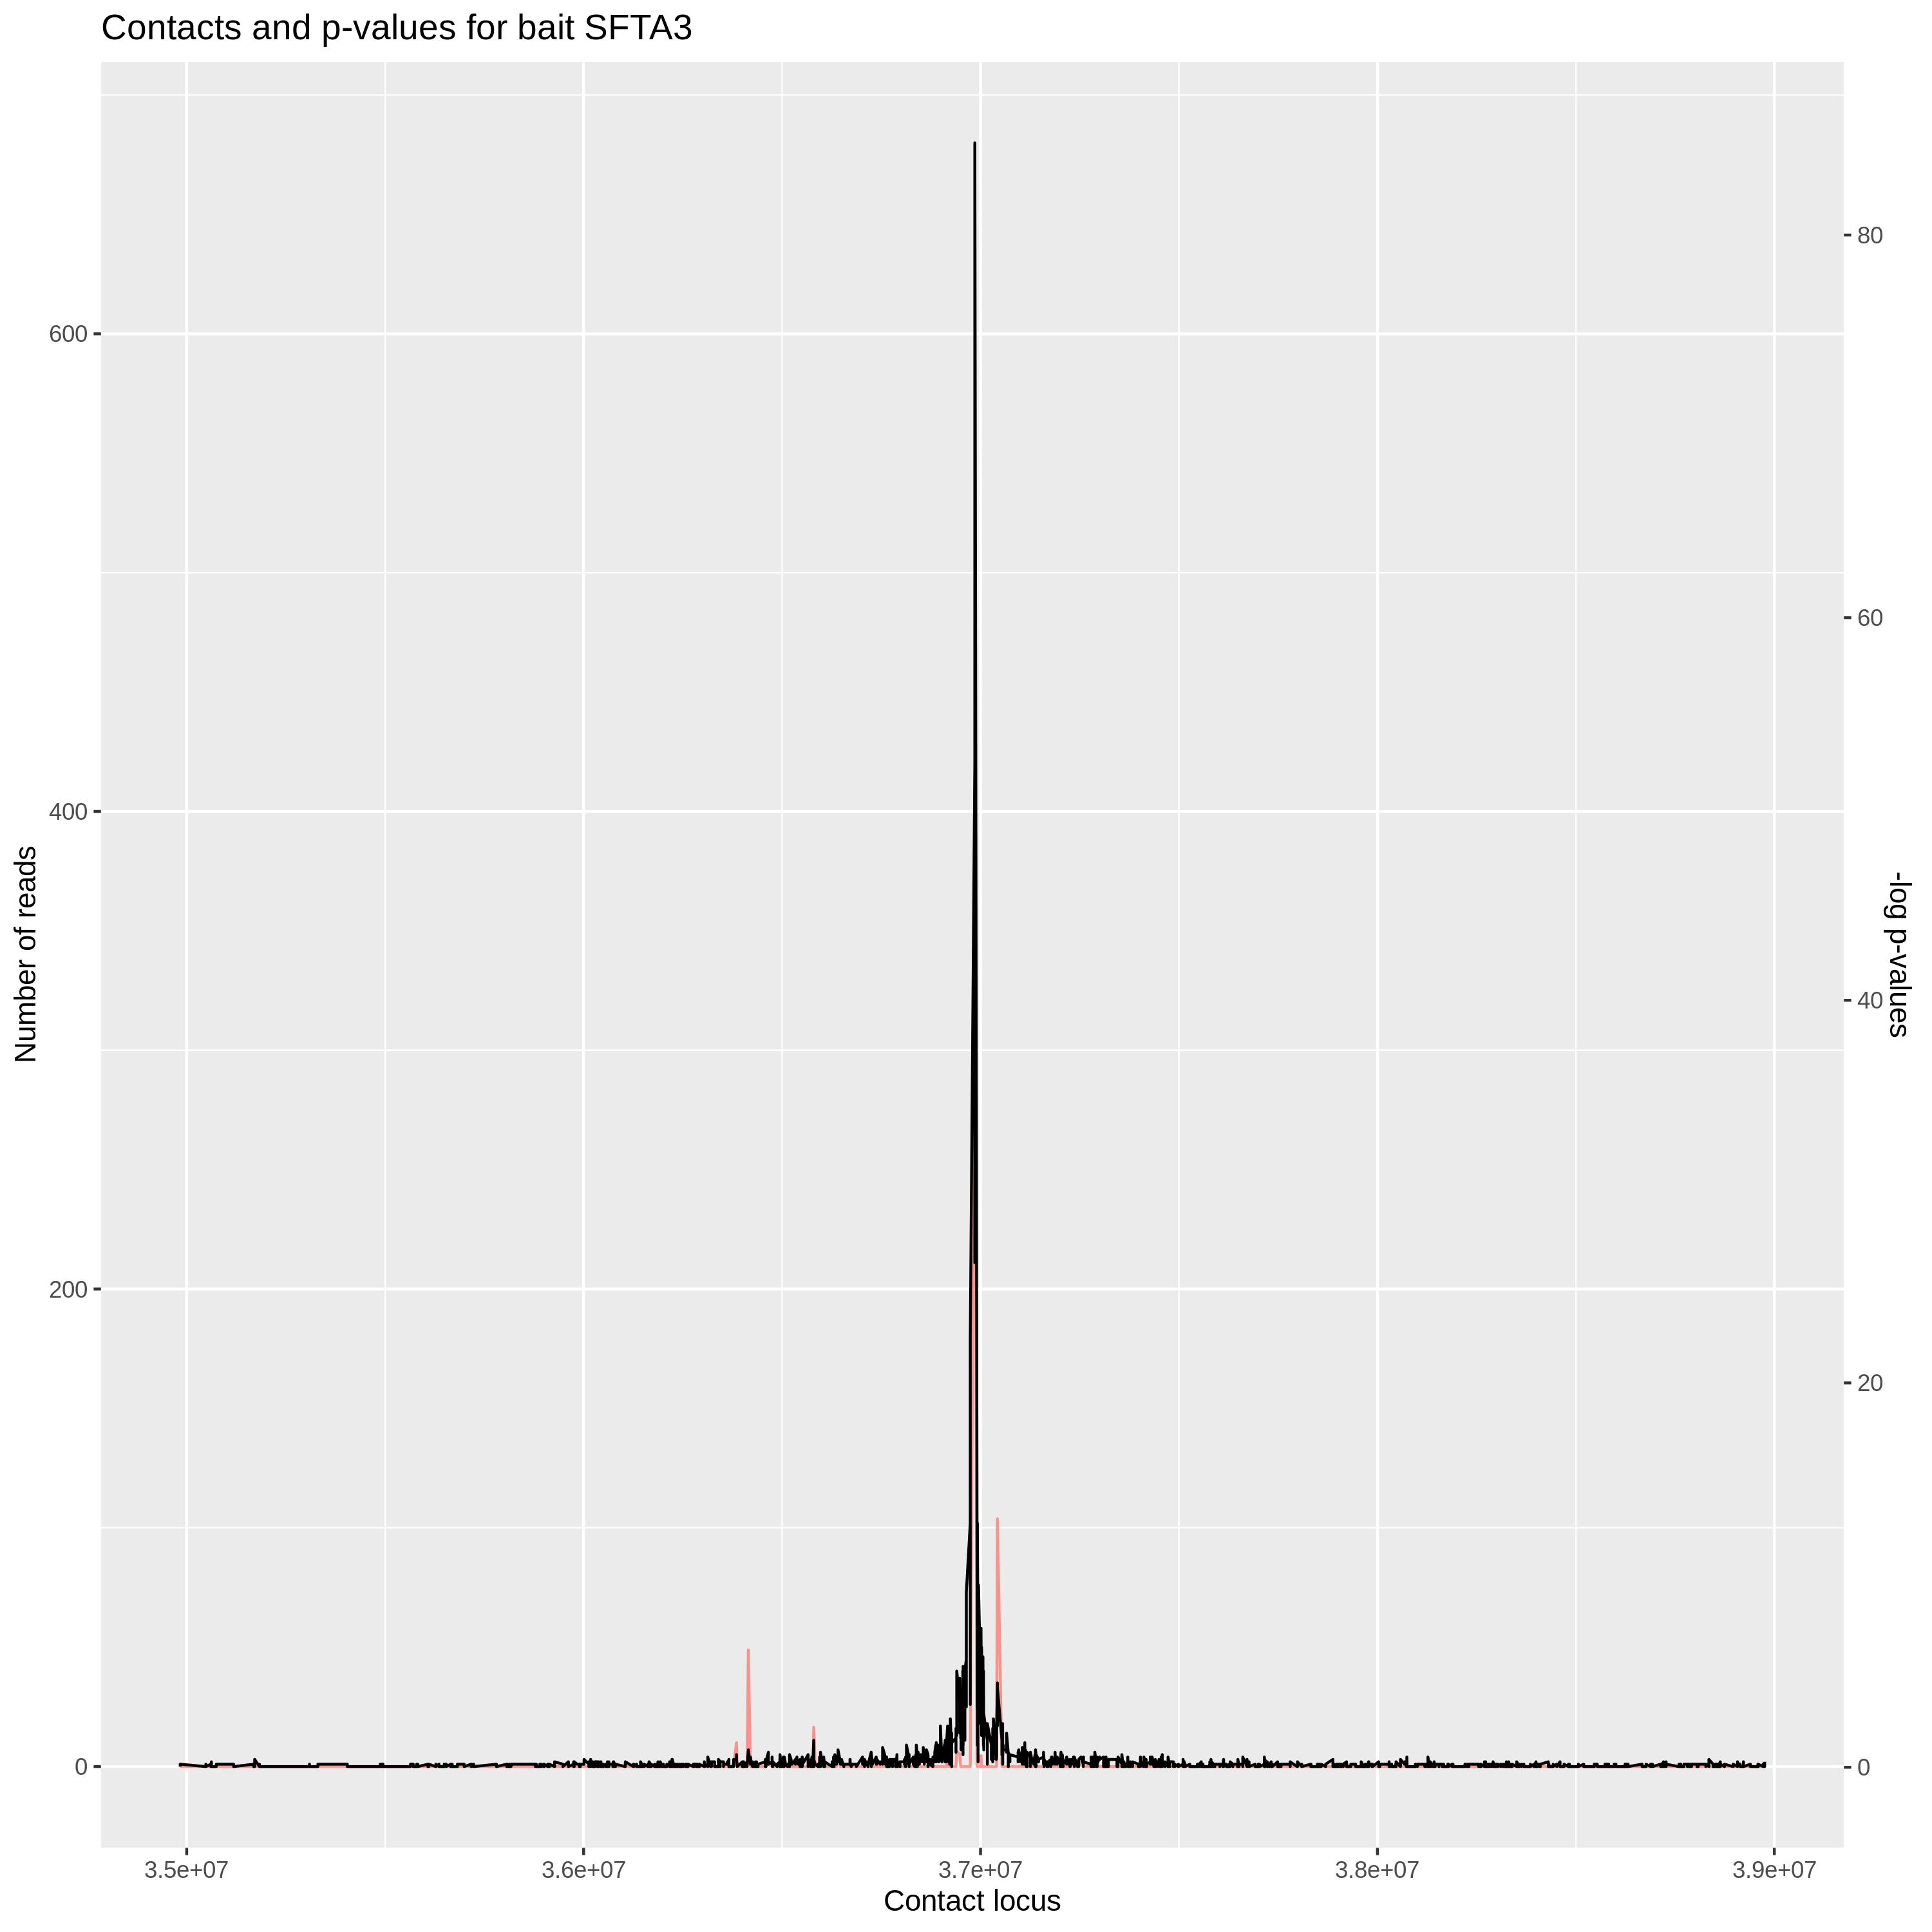 Contacts and p-values for bait SFTA3
600
400
200
0
Number of reads
80
60
40
20
0
-log p-values
3.5e+07 3.6e+07 3.7e+07 3.8e+07 3.9e+07
Contact locus